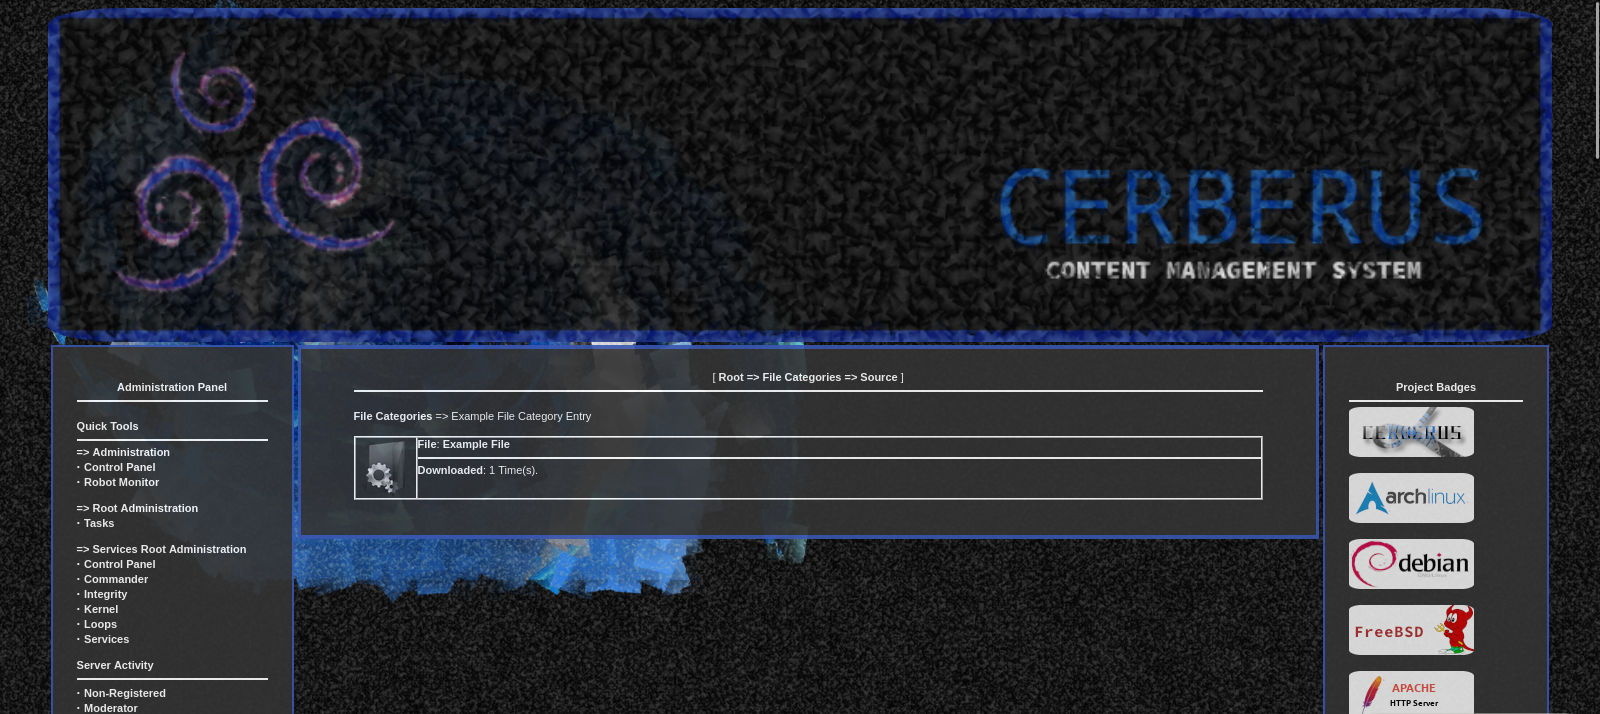 CERBERUS
CONTENT MANAGEMENT SYSTEM
Administration Panel
Quick Tools
=> Administration
· Control Panel
· Robot Monitor
=> Root Administration
· Tasks
=> Services Root Administration
· Control Panel
· Commander
· Integrity
· Kernel
· Loops
· Services
Server Activity
· Non-Registered
· Moderator
[ Root => File Categories => Source ]
File Categories => Example File Category Entry
File: Example File
Downloaded: 1 Time(s).
Project Badges
CERBERUS
archlinux
debian
FreeBSD
APACHE
HTTP Server